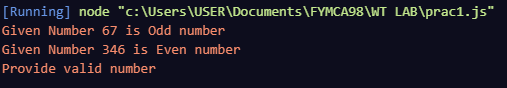 [Running] node "c:\Users\USER\Documents\FYMCA98\WT LAB\prac1.js"
Given Number 67 is Odd number
Given Number 346 is Even number
Provide valid number